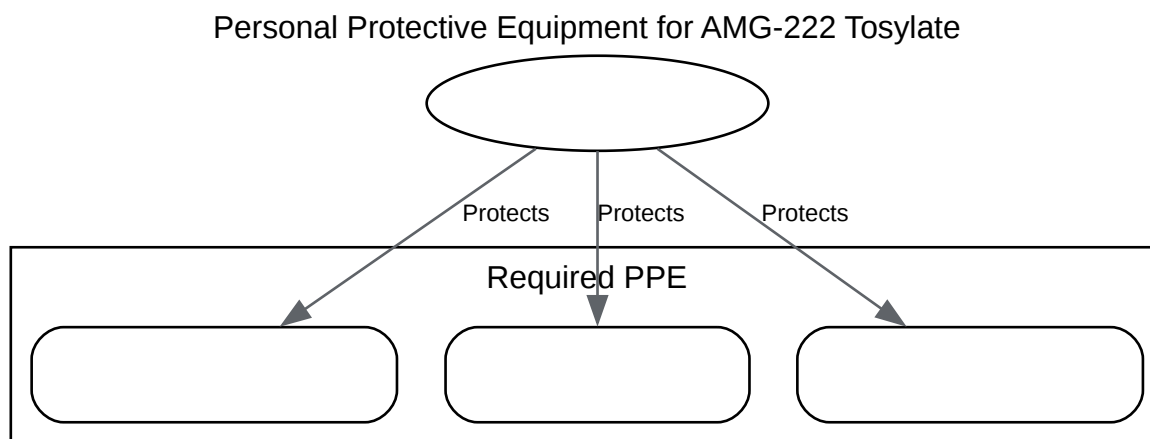 Personal Protective Equipment for AMG-222 Tosylate
Protects
Protects
Protects
Required PPE